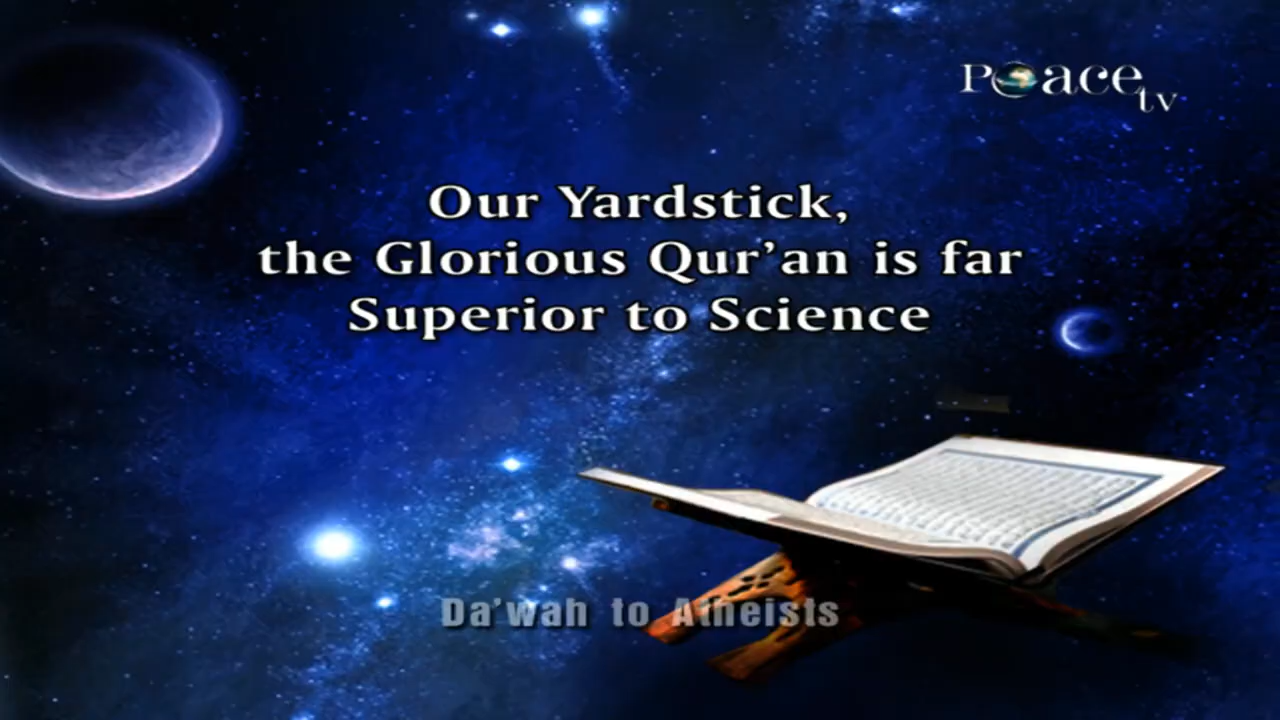 Peace tv
Our Yardstick,
the Glorious Qur'an is far
Superior to Science
Da'wah to Atheists